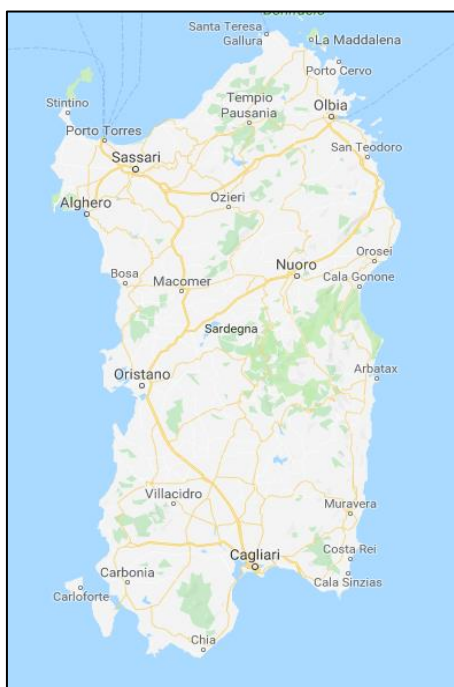 Bonifacio
Santa Teresa
Gallura
La Maddalena
Porto Cervo
Stintino
Tempio
Pausania
Olbia
Porto Torres
San Teodoro
Sassari
Alghero
Ozieri
Orosei
Nuoro
Bosa
Macomer
Cala Gonone
Sardegna
Oristano
Arbatax
Villacidro
Muravera
Costa Rei
Cagliari
Carbonia
Cala Sinzias
Carloforte
Chia